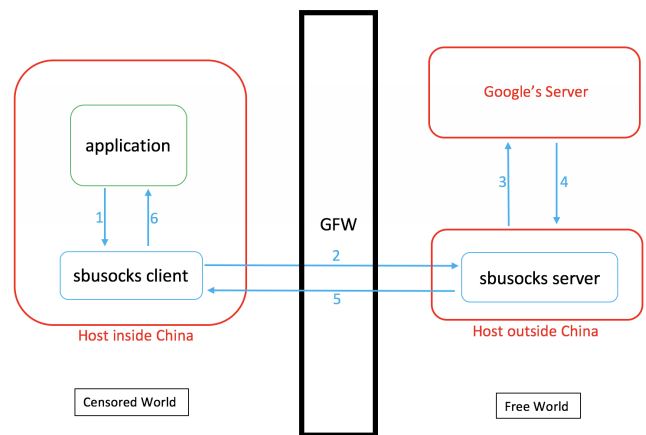 Google's Server
application
1
6
3
4
GFW
2
sbusocks client
sbusocks server
5
Host inside China
Host outside China
Censored World
Free World